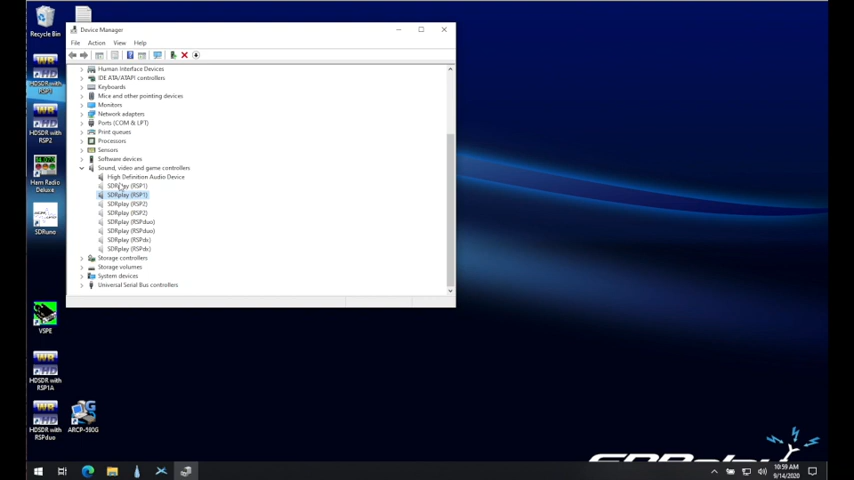 Recycle Bin
HDSDR with
RSP1
HDSDR with
RSP2
Ham Radio
Deluxe
SDRuno
VSPE
HDSDR with
RSP1A
HDSDR with
RSPduo
ARCP-590G
Device Manager
File Action View Help
Human Interface Devices
IDE ATA/ATAPI controllers
Keyboards
Mice and other pointing devices
Monitors
Network adapters
Ports (COM & LPT)
Print queues
Processors
Sensors
Software devices
Sound, video and game controllers
High Definition Audio Device
SDRplay (RSP1)
SDRplay (RSP1)
SDRplay (RSP2)
SDRplay (RSP2)
SDRplay (RSPduo)
SDRplay (RSPduo)
SDRplay (RSPdx)
SDRplay (RSPdx)
Storage controllers
Storage volumes
System devices
Universal Serial Bus controllers
10:59 AM
9/14/2020